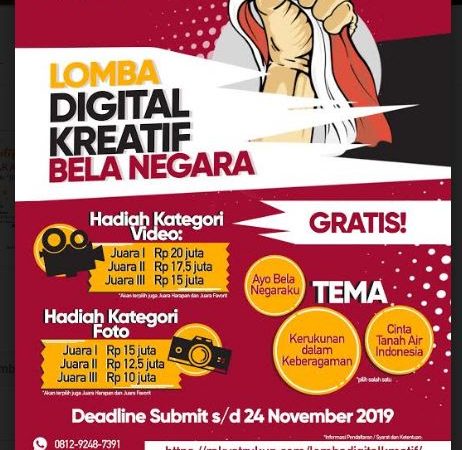 LOMBA
DIGITAL
KREATIF
BELA NEGARA
Hadiah Kategori
Video:
Juara I Rp 20 juta
Juara II Rp 17,5 juta
Juara III Rp 15 juta
*Akan terpilih juga Juara Harapan dan Juara Favorit
GRATIS!
Ayo Bela
Negaraku
TEMA
Kerukunan
dalam
Keberagaman
Cinta
Tanah Air
Indonesia
*pilih salah satu
Hadiah Kategori
Foto
Juara I Rp 15 juta
Juara II Rp 12,5 juta
Juara III Rp 10 juta
*Akan terpilih juga Juara Harapan dan Juara Favorit
Deadline Submit s/d 24 November 2019
*Informasi Pendaftaran / Syarat dan Ketentuan:
0812-9248-7391